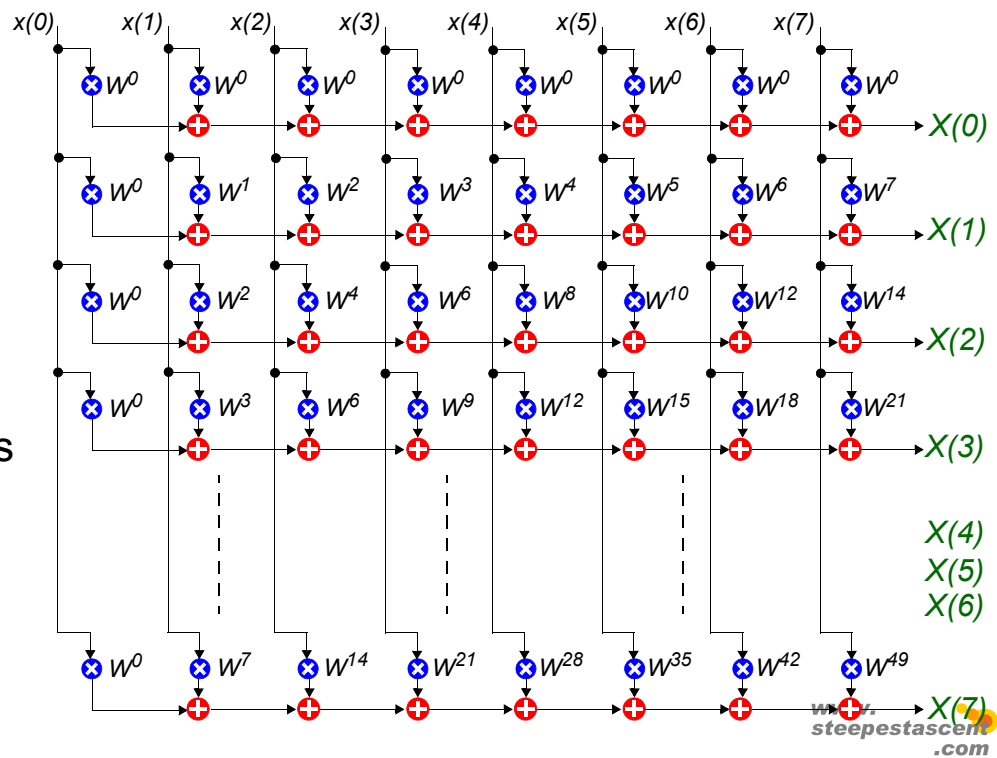 x(0) x(1) x(2) x(3) x(4) x(5) x(6) x(7)
W⁰ W⁰ W⁰ W⁰ W⁰ W⁰ W⁰ W⁰
X(0)
W⁰ W¹ W² W³ W⁴ W⁵ W⁶ W⁷
X(1)
W⁰ W² W⁴ W⁶ W⁸ W¹⁰ W¹² W¹⁴
X(2)
W⁰ W³ W⁶ W⁹ W¹² W¹⁵ W¹⁸ W²¹
s
X(3)
X(4)
X(5)
X(6)
W⁰ W⁷ W¹⁴ W²¹ W²⁸ W³⁵ W⁴² W⁴⁹
X(7)
www.
steepestascent
.com